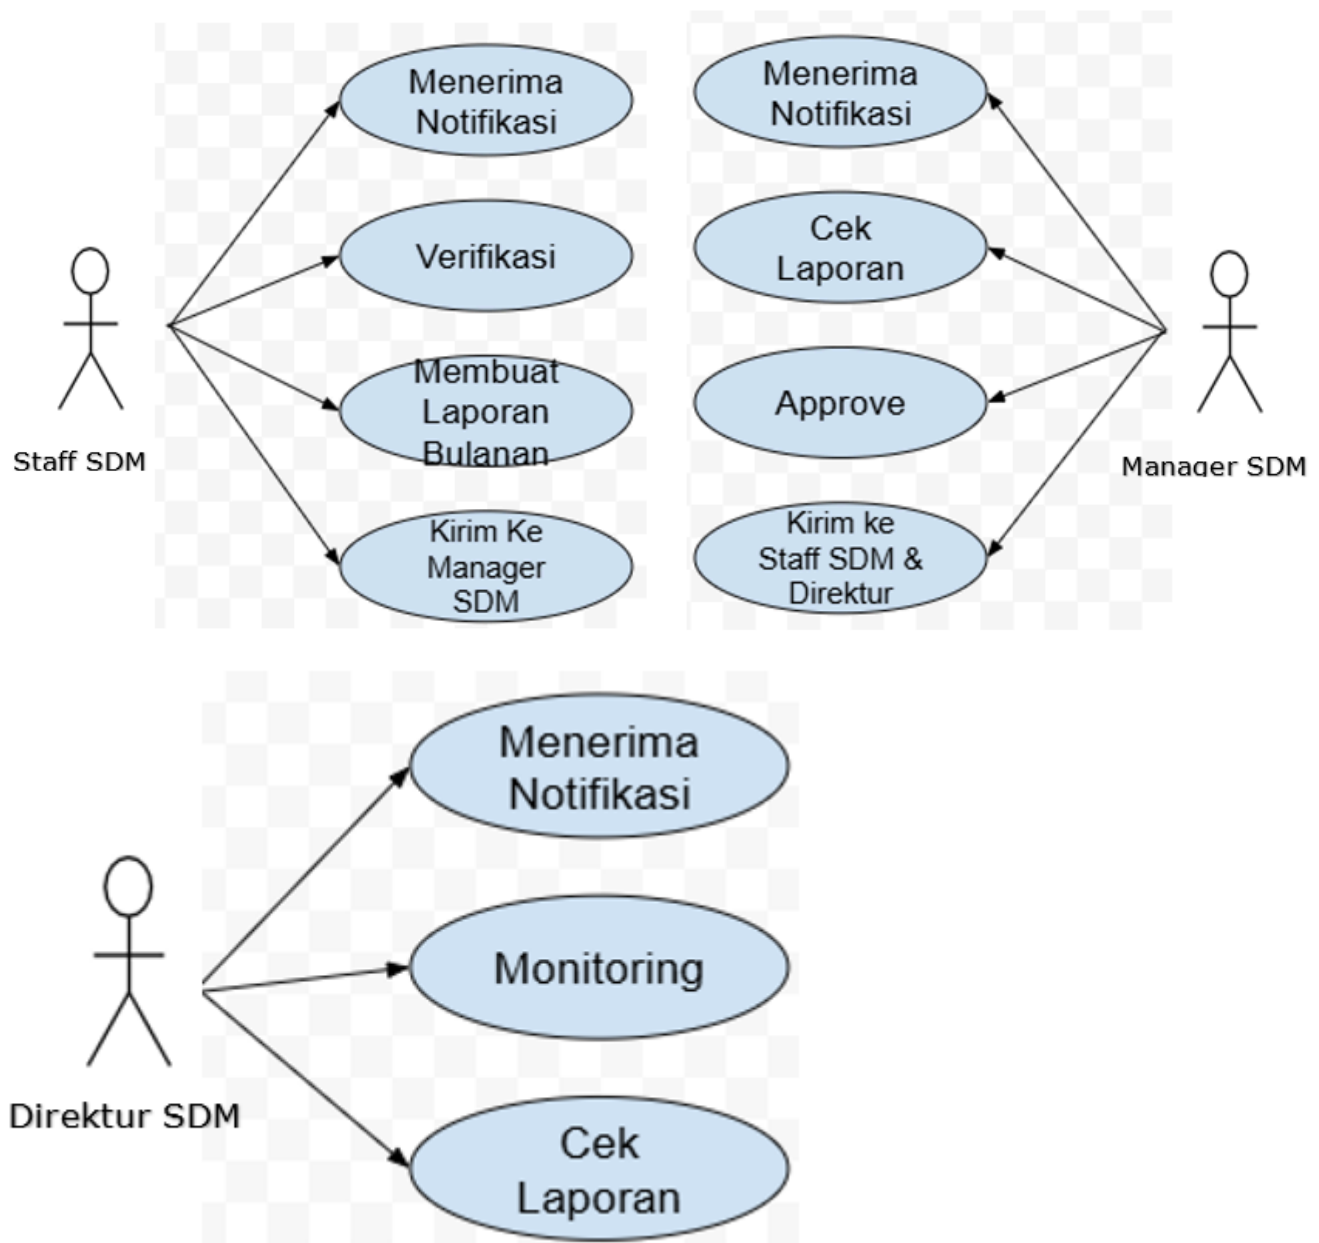 Menerima
Notifikasi
Verifikasi
Membuat
Laporan
Bulanan
Kirim Ke
Manager
SDM
Staff SDM
Menerima
Notifikasi
Cek
Laporan
Approve
Kirim ke
Staff SDM &
Direktur
Manager SDM
Menerima
Notifikasi
Monitoring
Cek
Laporan
Direktur SDM